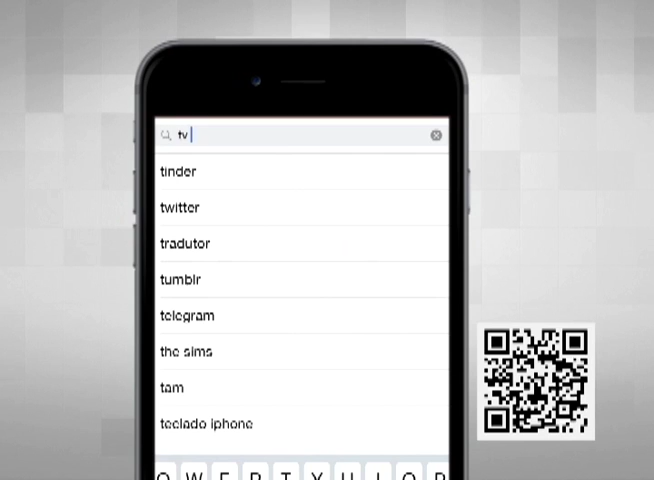 tv
tinder
twitter
tradutor
tumblr
telegram
the sims
tam
teclado iphone
Q W E R T Y U I O P